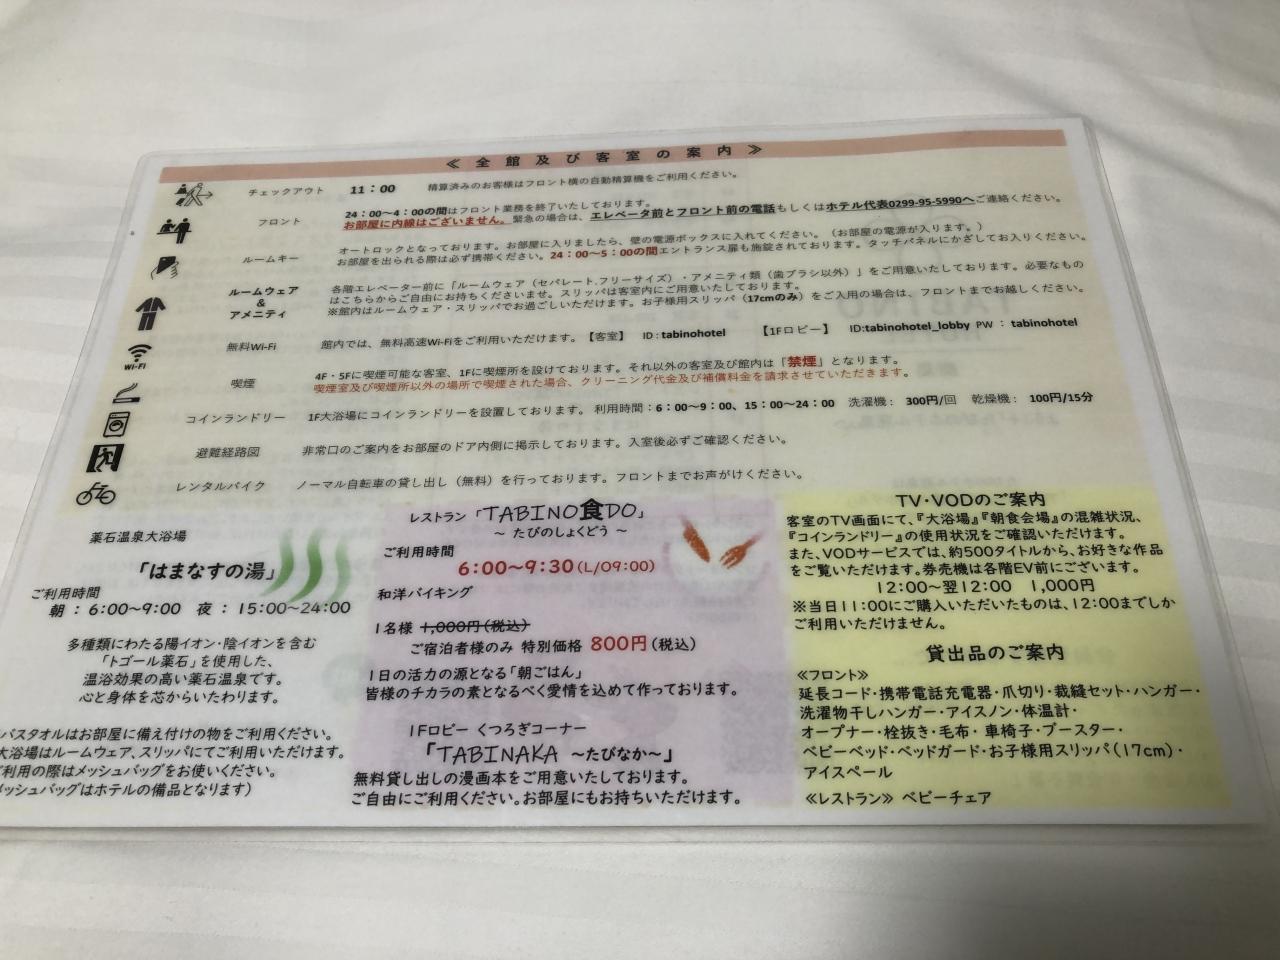 ≪ 全 館 及 び 客 室 の 案 内 ≫
チェックアウト 11：00 精算済みのお客様はフロント横の自動精算機をご利用ください。
フロント 24：00～4：00の間はフロント業務を終了いたしております。
お部屋に内線はございません。緊急の場合は、エレベータ前とフロント前の電話もしくはホテル代表0299-95-5990へご連絡ください。
ルームキー オートロックとなっております。お部屋に入りましたら、壁の電源ボックスに入れてください。（お部屋の電源が入ります。）
お部屋を出られる際は必ず携帯ください。24：00～5：00の間エントランス扉も施錠されております。タッチパネルにかざしてお入りください。
ルームウェア
&
アメニティ
各階エレベーター前に「ルームウェア（セパレート.フリーサイズ）・アメニティ類（歯ブラシ以外）」をご用意いたしております。必要なもの
はこちらからご自由にお持ちくださいませ。スリッパは客室内にご用意いたしております。
※館内はルームウェア・スリッパでお過ごしいただけます。お子様用スリッパ（17cmのみ）をご入用の場合は、フロントまでお越しください。
Wi-Fi
無料Wi-Fi 館内では、無料高速Wi-Fiをご利用いただけます。【客室】 ID：tabinohotel 【1Fロビー】 ID:tabinohotel_lobby PW ： tabinohotel
喫煙 4F・5Fに喫煙可能な客室、1Fに喫煙所を設けております。それ以外の客室及び館内は「禁煙」となります。
喫煙室及び喫煙所以外の場所で喫煙された場合、クリーニング代金及び補償料金を請求させていただきます。
コインランドリー 1F大浴場にコインランドリーを設置しております。 利用時間：6：00～9：00、15：00～24：00 洗濯機： 300円/回 乾燥機： 100円/15分
避難経路図 非常口のご案内をお部屋のドア内側に掲示しております。入室後必ずご確認ください。
レンタルバイク ノーマル自転車の貸し出し（無料）を行っております。フロントまでお声がけください。
薬石温泉大浴場
「はまなすの湯」
ご利用時間
朝 ： 6:00～9:00 夜 ： 15:00～24:00
多種類にわたる陽イオン・陰イオンを含む
「トゴール薬石」を使用した、
温浴効果の高い薬石温泉です。
心と身体を芯からいたわります。
バスタオルはお部屋に備え付けの物をご利用ください。
大浴場はルームウェア、スリッパにてご利用いただけます。
利用の際はメッシュバッグをお使いください。
メッシュバッグはホテルの備品となります）
レストラン 「TABINO食DO」
～ たびのしょくどう ～
ご利用時間
6:00～9:30（L/O9:00）
和洋バイキング
1名様 1,000円（税込）
ご宿泊者様のみ 特別価格 800円（税込）
1日の活力の源となる「朝ごはん」
皆様のチカラの素となるべく愛情を込めて作っております。
1Fロビー くつろぎコーナー
「TABINAKA ～たびなか～」
無料貸し出しの漫画本をご用意いたしております。
ご自由にご利用ください。お部屋にもお持ちいただけます。
TV・VODのご案内
客室のTV画面にて、『大浴場』『朝食会場』の混雑状況、
『コインランドリー』の使用状況をご確認いただけます。
また、VODサービスでは、約500タイトルから、お好きな作品
をご覧いただけます。券売機は各階EV前にございます。
12:00～翌12:00 1,000円
※当日11:00にご購入いただいたものは、12:00までしか
ご利用いただけません。
貸出品のご案内
≪フロント≫
延長コード・携帯電話充電器・爪切り・裁縫セット・ハンガー・
洗濯物干しハンガー・アイスノン・体温計・
オープナー・栓抜き・毛布・ 車椅子・ブースター・
ベビーベッド・ベッドガード・お子様用スリッパ（17cm）・
アイスペール
≪レストラン≫ ベビーチェア